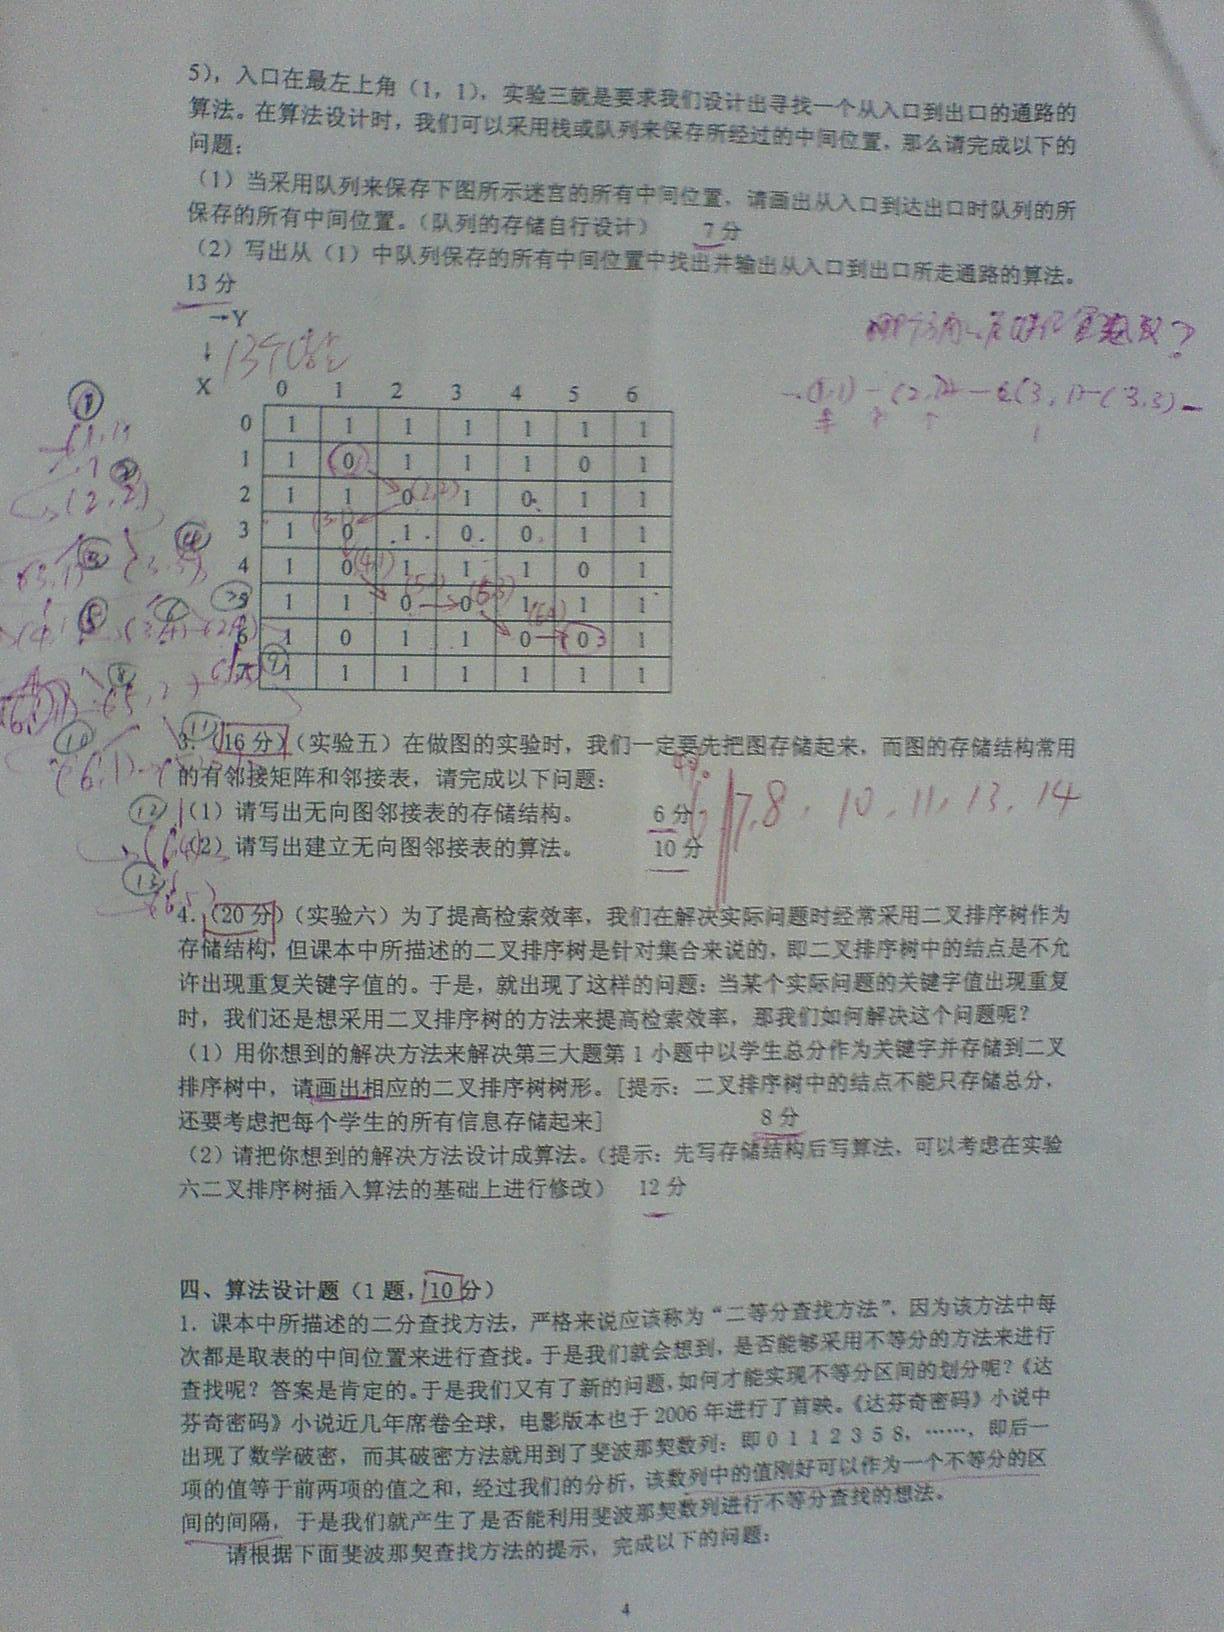 5)，入口在最左上角（1，1），实验三就是要求我们设计出寻找一个从入口到出口的通路的
算法。在算法设计时，我们可以采用栈或队列来保存所经过的中间位置，那么请完成以下的
问题：
（1）当采用队列来保存下图所示迷宫的所有中间位置，请画出从入口到达出口时队列的所
保存的所有中间位置。（队列的存储自行设计） 7分
（2）写出从（1）中队列保存的所有中间位置中找出并输出从入口到出口所走通路的算法。
13分
→Y
↓
X 0 1 2 3 4 5 6
0 1 1 1 1 1 1 1
1 1 0 1 1 1 0 1
2 1 1 0 1 0 1 1
3 1 0 1 0 0 1 1
4 1 0 1 1 1 0 1
5 1 1 0 0 1 1 1
6 1 0 1 1 0 0 1
7 1 1 1 1 1 1 1
3.（16分）（实验五）在做图的实验时，我们一定要先把图存储起来，而图的存储结构常用
的有邻接矩阵和邻接表，请完成以下问题：
（1）请写出无向图邻接表的存储结构。 6分
7,8, 10, 11, 13, 14
（2）请写出建立无向图邻接表的算法。 10分
4.（20分）（实验六）为了提高检索效率，我们在解决实际问题时经常采用二叉排序树作为
存储结构，但课本中所描述的二叉排序树是针对集合来说的，即二叉排序树中的结点是不允
许出现重复关键字值的。于是，就出现了这样的问题：当某个实际问题的关键字值出现重复
时，我们还是想采用二叉排序树的方法来提高检索效率，那我们如何解决这个问题呢？
（1）用你想到的解决方法来解决第三大题第1小题中以学生总分作为关键字并存储到二叉
排序树中，请画出相应的二叉排序树树形。[提示：二叉排序树中的结点不能只存储总分，
还要考虑把每个学生的所有信息存储起来] 8分
（2）请把你想到的解决方法设计成算法。（提示：先写存储结构后写算法，可以考虑在实验
六二叉排序树插入算法的基础上进行修改） 12分
四、算法设计题（1题，10分）
1．课本中所描述的二分查找方法，严格来说应该称为“二等分查找方法”，因为该方法中每
次都是取表的中间位置来进行查找。于是我们就会想到，是否能够采用不等分的方法来进行
查找呢？答案是肯定的。于是我们又有了新的问题，如何才能实现不等分区间的划分呢？《达
芬奇密码》小说近几年席卷全球，电影版本也于2006年进行了首映。《达芬奇密码》小说中
出现了数学破密，而其破密方法就用到了斐波那契数列：即0 1 1 2 3 5 8，……，即后一
项的值等于前两项的值之和，经过我们的分析，该数列中的值刚好可以作为一个不等分的区
间的间隔，于是我们就产生了是否能利用斐波那契数列进行不等分查找的想法。
请根据下面斐波那契查找方法的提示，完成以下的问题：
4